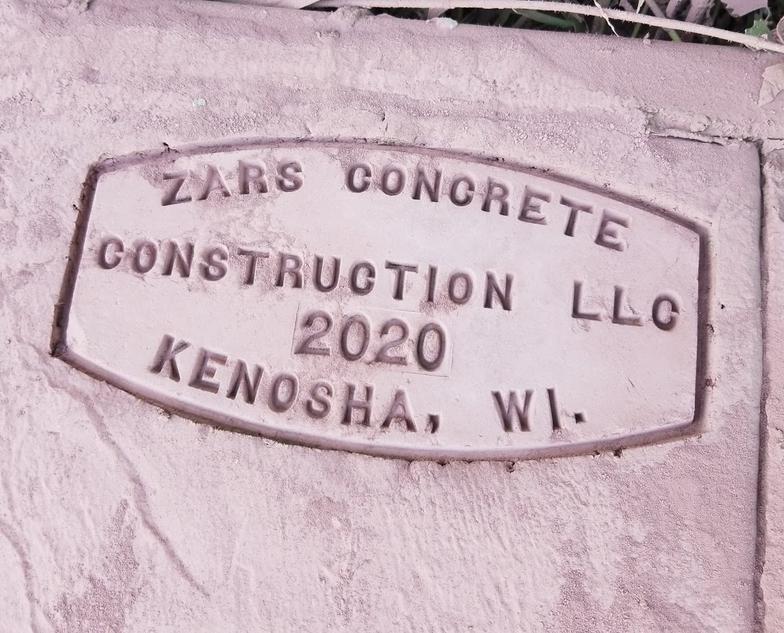 ZARS CONCRETE
CONSTRUCTION LLC
2020
KENOSHA, WI.